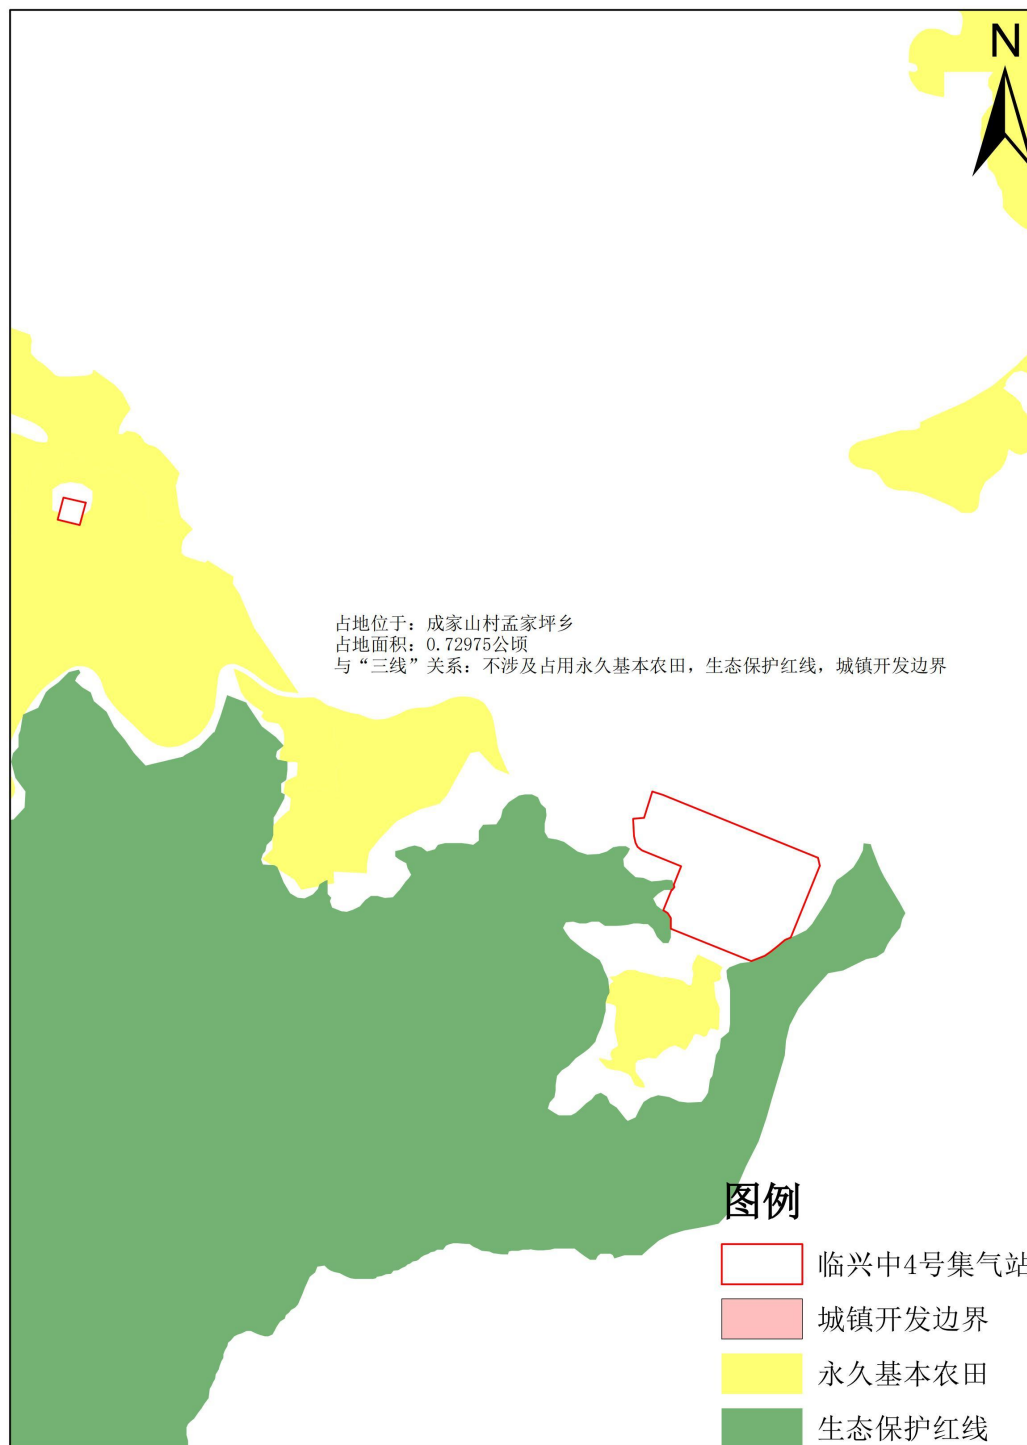 N
占地位于：成家山村孟家坪乡
占地面积：0.72975公顷
与“三线”关系：不涉及占用永久基本农田，生态保护红线，城镇开发边界
图例
临兴中4号集气站
城镇开发边界
永久基本农田
生态保护红线